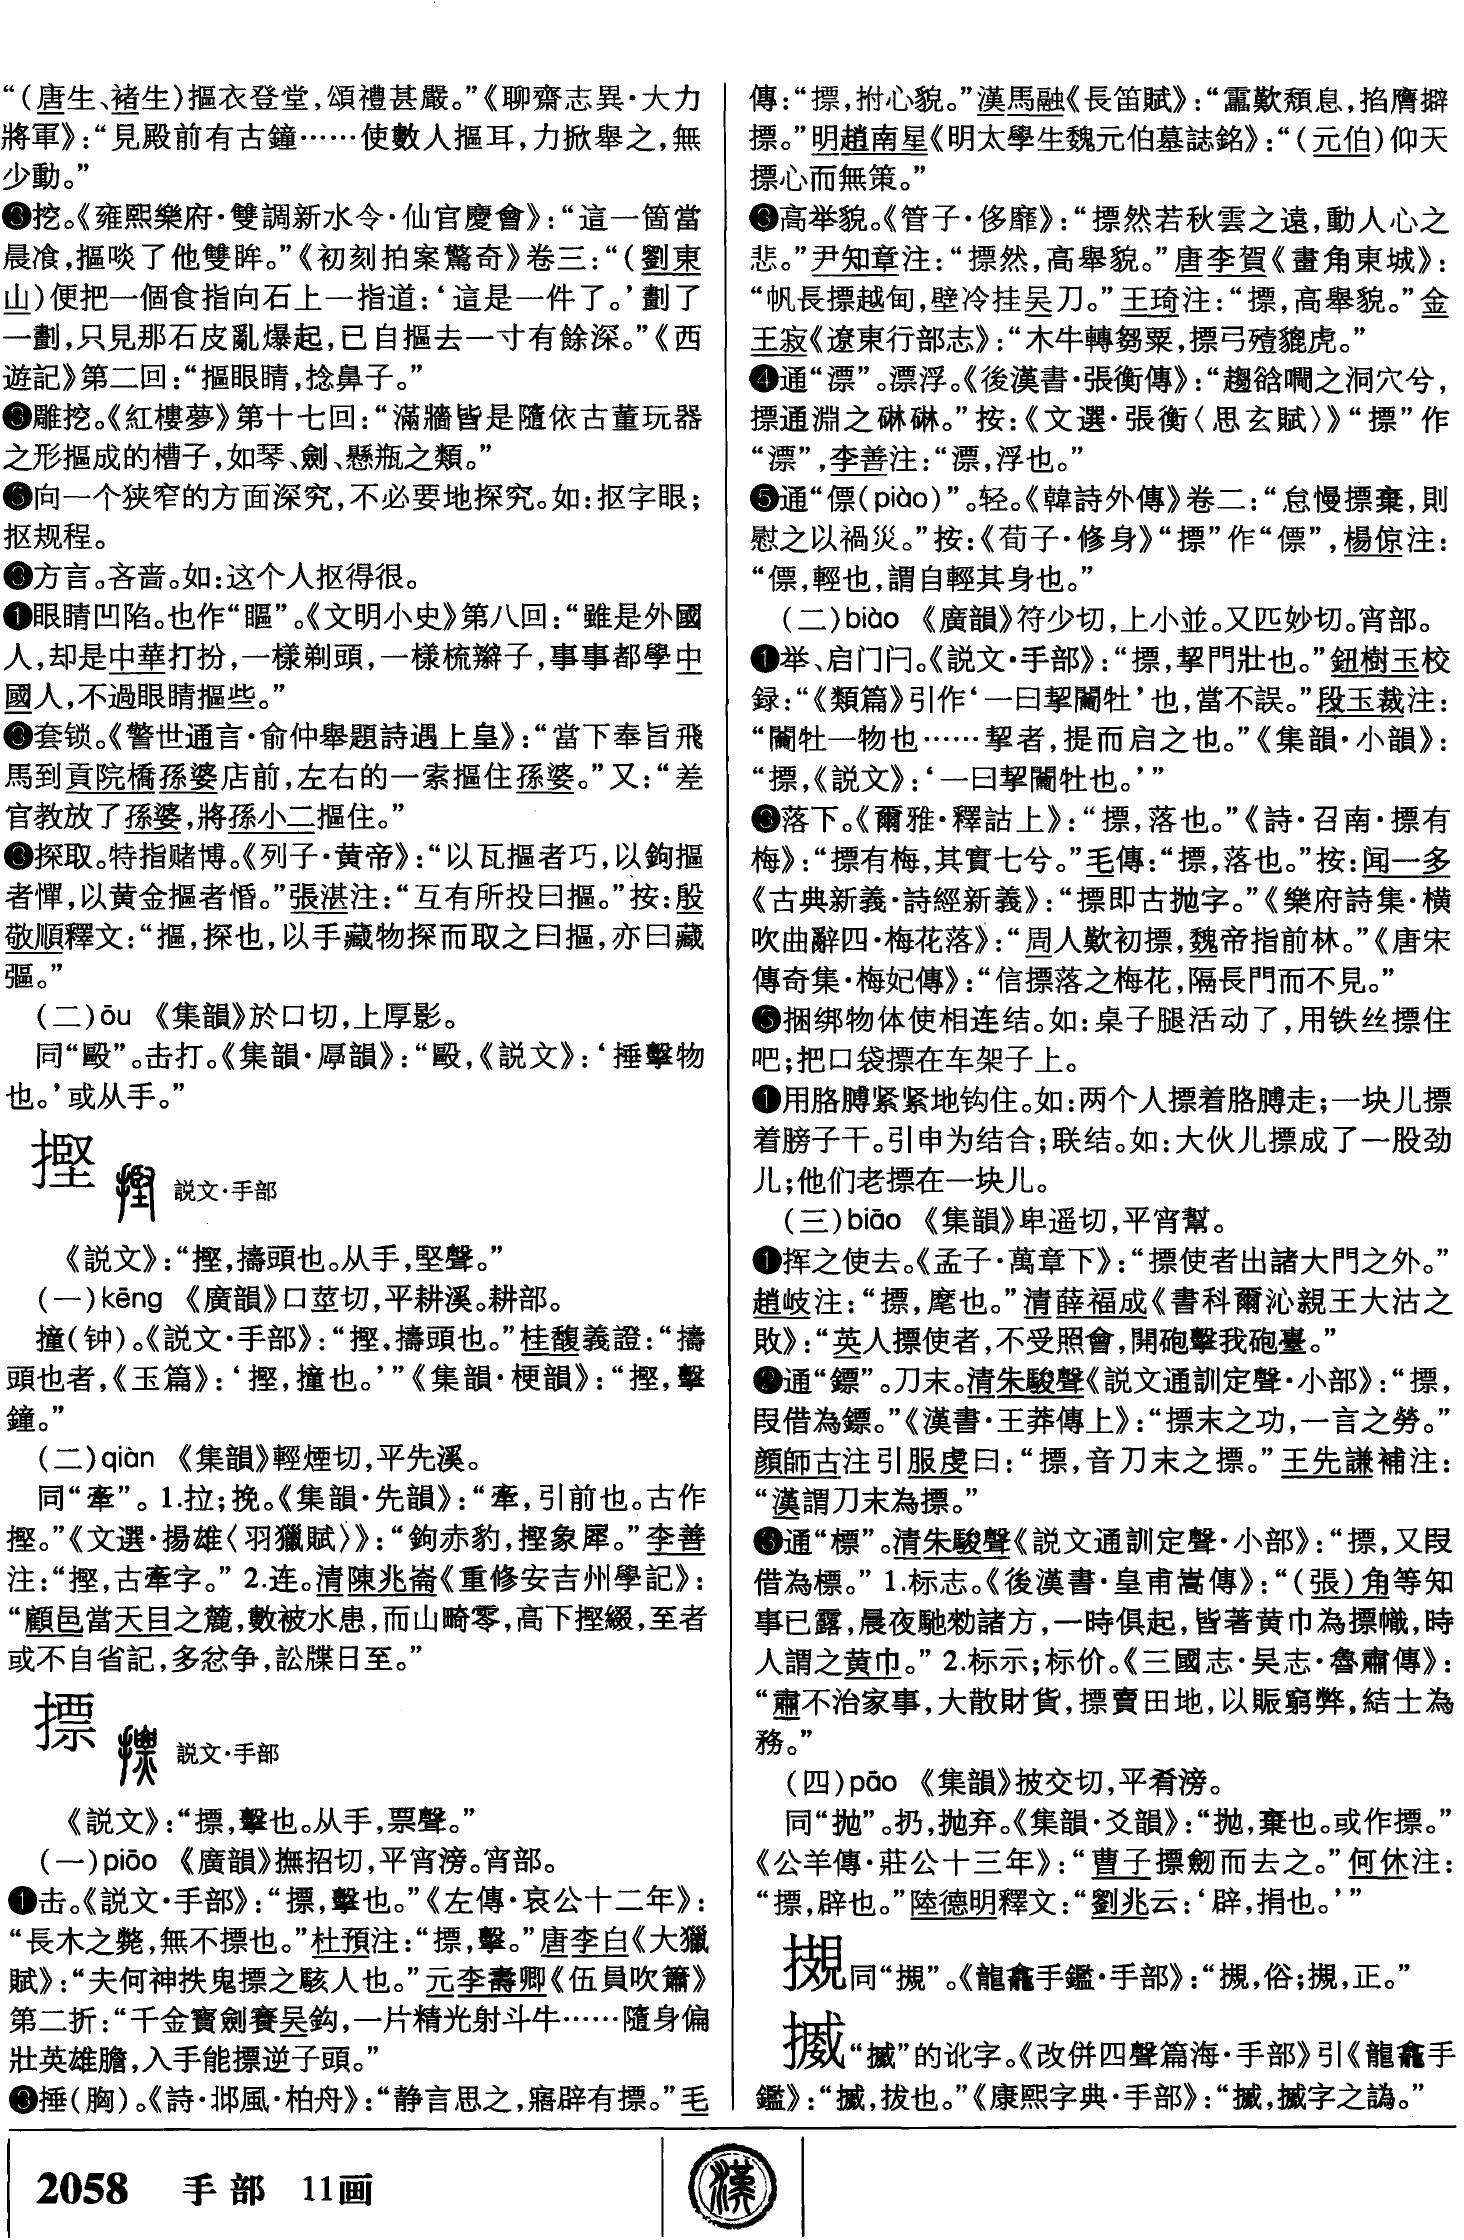 “(唐生、褚生)摳衣登堂,頌禮甚嚴。”《聊齋志異·大力
將軍》:“見殿前有古鐘……使數人摳耳,力掀舉之,無
少動。”
❸挖。《雍熙樂府·雙調新水令·仙官慶會》:“這一箇當
晨飡,摳啖了他雙眸。”《初刻拍案驚奇》卷三:“(劉東
山)便把一個食指向石上一指道:‘這是一件了。’劃了
一劃,只見那石皮亂爆起,已自摳去一寸有餘深。”《西
遊記》第二回:“摳眼睛,捻鼻子。”
❸雕挖。《紅樓夢》第十七回:“滿牆皆是隨依古董玩器
之形摳成的槽子,如琴、劍、懸瓶之類。”
❻向一个狭窄的方面深究,不必要地探究。如:抠字眼;
抠规程。
❸方言。吝啬。如:这个人抠得很。
❶眼睛凹陷。也作“瞘”。《文明小史》第八回:“雖是外國
人,却是中華打扮,一樣剃頭,一樣梳辮子,事事都學中
國人,不過眼睛摳些。”
❸套锁。《警世通言·俞仲舉題詩遇上皇》:“當下奉旨飛
馬到貢院橋孫婆店前,左右的一索摳住孫婆。”又:“差
官教放了孫婆,將孫小二摳住。”
❸探取。特指赌博。《列子·黄帝》:“以瓦摳者巧,以鉤摳
者憚,以黄金摳者惛。”張湛注:“互有所投曰摳。”按:殷
敬順釋文:“摳,探也,以手藏物探而取之曰摳,亦曰藏
彄。”
(二)ōu 《集韻》於口切,上厚影。
同“毆”。击打。《集韻·厚韻》:“毆,《説文》:‘捶擊物
也。’或从手。”
摼 説文·手部
《説文》:“摼,擣頭也。从手,堅聲。”
(一)kēng 《廣韻》口莖切,平耕溪。耕部。
撞(钟)。《説文·手部》:“摼,擣頭也。”桂馥義證:“擣
頭也者,《玉篇》:‘摼,撞也。’”《集韻·梗韻》:“摼,擊
鐘。”
(二)qiàn 《集韻》輕煙切,平先溪。
同“牽”。1.拉;挽。《集韻·先韻》:“牽,引前也。古作
摼。”《文選·揚雄〈羽獵賦〉》:“鉤赤豹,摼象犀。”李善
注:“摼,古牽字。”2.连。清陳兆崙《重修安吉州學記》:
“顧邑當天目之麓,數被水患,而山畸零,高下摼綴,至者
或不自省記,多忿争,訟牒日至。”
摽 説文·手部
《説文》:“摽,擊也。从手,票聲。”
(一)piōo 《廣韻》撫招切,平宵滂。宵部。
❶击。《説文·手部》:“摽,擊也。”《左傳·哀公十二年》:
“長木之斃,無不摽也。”杜預注:“摽,擊。”唐李白《大獵
賦》:“夫何神抶鬼摽之駭人也。”元李壽卿《伍員吹簫》
第二折:“千金寶劍賽吴鈎,一片精光射斗牛……隨身偏
壯英雄膽,入手能摽逆子頭。”
❸捶(胸)。《詩·邶風·柏舟》:“静言思之,寤辟有摽。”毛
傳:“摽,拊心貌。”漢馬融《長笛賦》:“靁歎頹息,掐膺擗
摽。”明趙南星《明太學生魏元伯墓誌銘》:“(元伯)仰天
摽心而無策。”
❸高举貌。《管子·侈靡》:“摽然若秋雲之遠,動人心之
悲。”尹知章注:“摽然,高舉貌。”唐李賀《畫角東城》:
“帆長摽越甸,壁冷挂吴刀。”王琦注:“摽,高舉貌。”金
王寂《遼東行部志》:“木牛轉芻粟,摽弓殪貔虎。”
❹通“漂”。漂浮。《後漢書·張衡傳》:“趨谽㗿之洞穴兮,
摽通淵之碄碄。”按:《文選·張衡〈思玄賦〉》“摽”作
“漂”,李善注:“漂,浮也。”
❺通“僄(piào)”。轻。《韓詩外傳》卷二:“怠慢摽棄,則
慰之以禍災。”按:《荀子·修身》“摽”作“僄”,楊倞注:
“僄,輕也,謂自輕其身也。”
(二)biào 《廣韻》符少切,上小並。又匹妙切。宵部。
❶举、启门闩。《説文·手部》:“摽,挈門壯也。”鈕樹玉校
録:“《類篇》引作‘一曰挈闔牡’也,當不誤。”段玉裁注:
“闔牡一物也……挈者,提而启之也。”《集韻·小韻》:
“摽,《説文》:‘一曰挈闔牡也。’”
❸落下。《爾雅·釋詁上》:“摽,落也。”《詩·召南·摽有
梅》:“摽有梅,其實七兮。”毛傳:“摽,落也。”按:闻一多
《古典新義·詩經新義》:“摽即古抛字。”《樂府詩集·横
吹曲辭四·梅花落》:“周人歎初摽,魏帝指前林。”《唐宋
傳奇集·梅妃傳》:“信摽落之梅花,隔長門而不見。”
❸捆绑物体使相连结。如:桌子腿活动了,用铁丝摽住
吧;把口袋摽在车架子上。
❶用胳膊紧紧地钩住。如:两个人摽着胳膊走;一块儿摽
着膀子干。引申为结合;联结。如:大伙儿摽成了一股劲
儿;他们老摽在一块儿。
(三)biāo 《集韻》卑遥切,平宵幫。
❶挥之使去。《孟子·萬章下》:“摽使者出諸大門之外。”
趙岐注:“摽,麾也。”清薛福成《書科爾沁親王大沽之
敗》:“英人摽使者,不受照會,開砲擊我砲臺。”
❷通“鏢”。刀末。清朱駿聲《説文通訓定聲·小部》:“摽,
叚借為鏢。”《漢書·王莽傳上》:“摽末之功,一言之勞。”
顔師古注引服虔曰:“摽,音刀末之摽。”王先謙補注:
“漢謂刀末為摽。”
❸通“標”。清朱駿聲《説文通訓定聲·小部》:“摽,又叚
借為標。”1.标志。《後漢書·皇甫嵩傳》:“(張)角等知
事已露,晨夜馳勑諸方,一時俱起,皆著黄巾為摽幟,時
人謂之黄巾。”2.标示;标价。《三國志·吴志·魯肅傳》:
“肅不治家事,大散財貨,摽賣田地,以賑窮弊,結士為
務。”
(四)pāo 《集韻》披交切,平肴滂。
同“抛”。扔,抛弃。《集韻·爻韻》:“抛,棄也。或作摽。”
《公羊傳·莊公十三年》:“曹子摽劒而去之。”何休注:
“摽,辟也。”陸德明釋文:“劉兆云:‘辟,捐也。’”
同“摫”。《龍龕手鑑·手部》:“摫,俗;摫,正。”
“搣”的讹字。《改併四聲篇海·手部》引《龍龕手
鑑》:“搣,拔也。”《康熙字典·手部》:“搣,搣字之譌。”
2058 手部 11画
漢